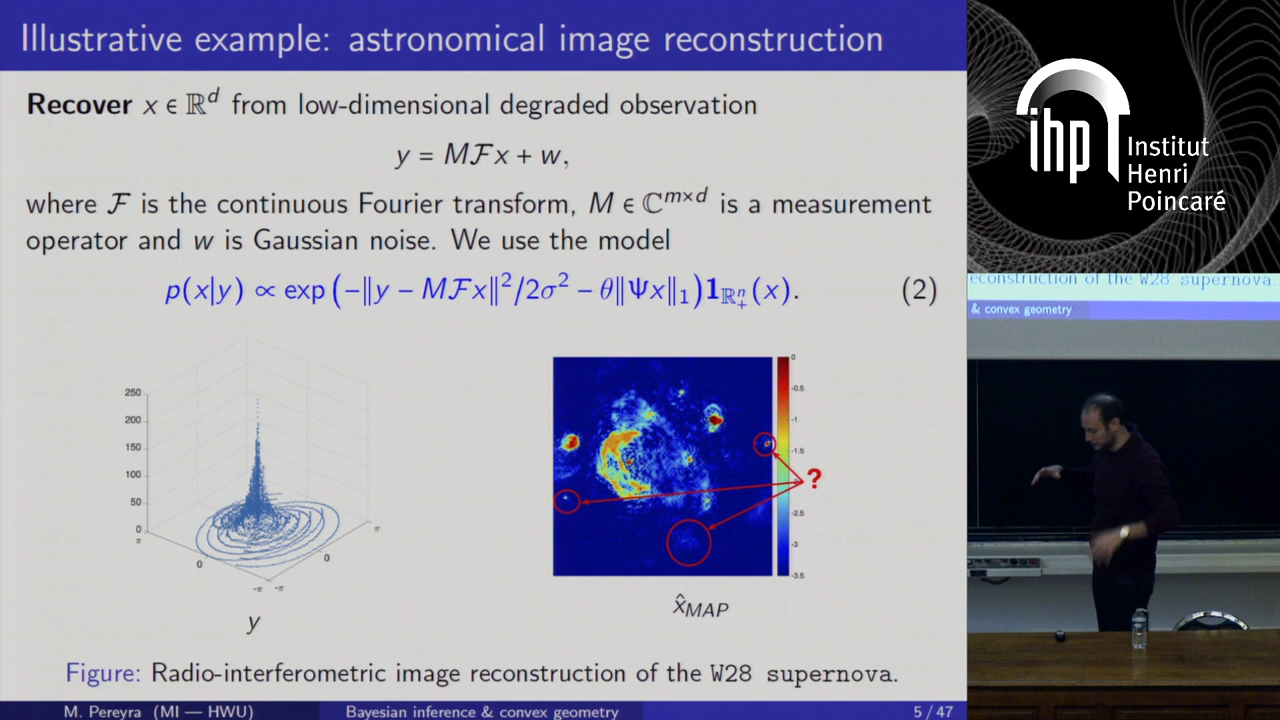 Illustrative example: astronomical image reconstruction
Recover x ∈ ℝ^d from low-dimensional degraded observation
y = Mℱx + w,
where ℱ is the continuous Fourier transform, M ∈ ℂ^{m×d} is a measurement
operator and w is Gaussian noise. We use the model
p(x|y) ∝ exp (−‖y − Mℱx‖²/2σ² − θ‖Ψx‖₁) 𝟏_{ℝ₊ⁿ}(x). (2)
250
200
150
100
50
0
π
0
-π
-π
0
π
y
0
-0.5
-1
-1.5
-2.5
-3
-3.5
?
x̂_MAP
Figure: Radio-interferometric image reconstruction of the W28 supernova.
M. Pereyra (MI — HWU) Bayesian inference & convex geometry 5 / 47
ihp Institut
Henri
Poincaré
econstruction of the W28 supernova.
& convex geometry